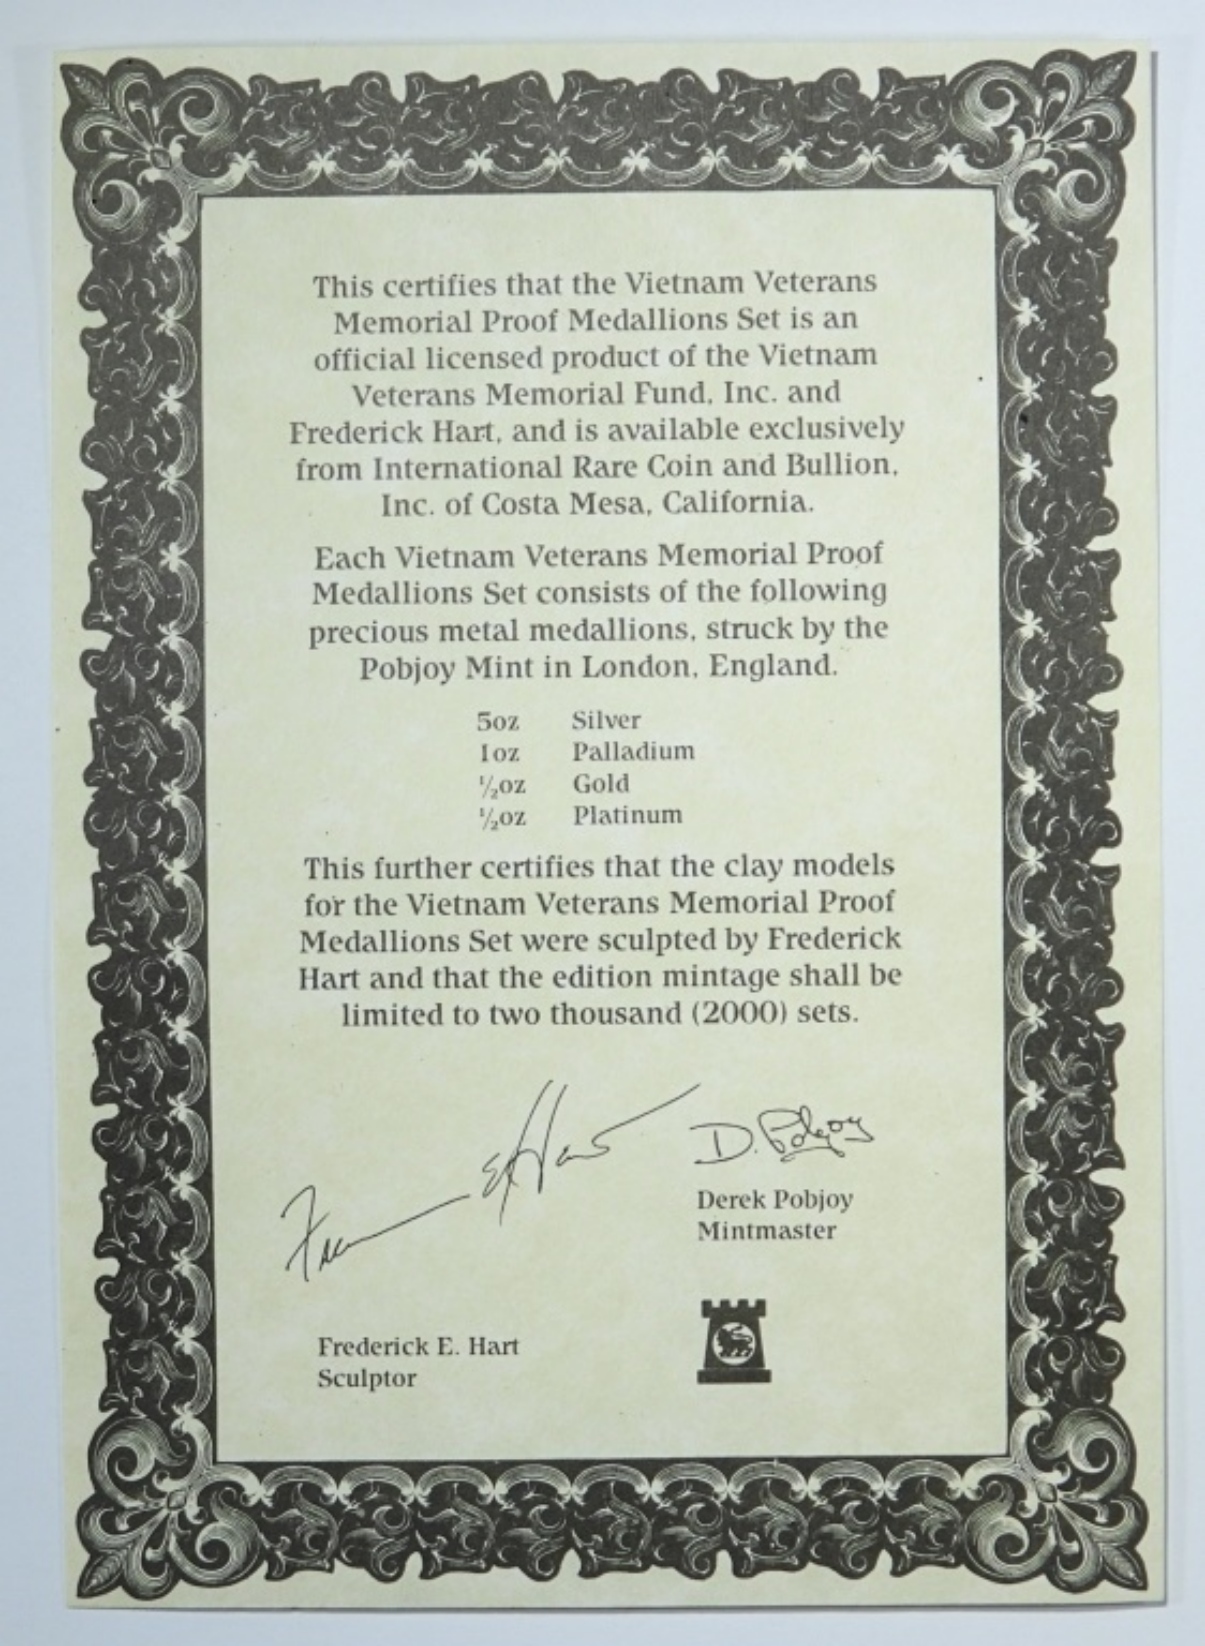 This certifies that the Vietnam Veterans
Memorial Proof Medallions Set is an
official licensed product of the Vietnam
Veterans Memorial Fund, Inc. and
Frederick Hart, and is available exclusively
from International Rare Coin and Bullion,
Inc. of Costa Mesa, California.
Each Vietnam Veterans Memorial Proof
Medallions Set consists of the following
precious metal medallions, struck by the
Pobjoy Mint in London, England.
5oz Silver
1oz Palladium
½oz Gold
½oz Platinum
This further certifies that the clay models
for the Vietnam Veterans Memorial Proof
Medallions Set were sculpted by Frederick
Hart and that the edition mintage shall be
limited to two thousand (2000) sets.
D. Pobjoy
Derek Pobjoy
Mintmaster
Frederick E. Hart
Sculptor